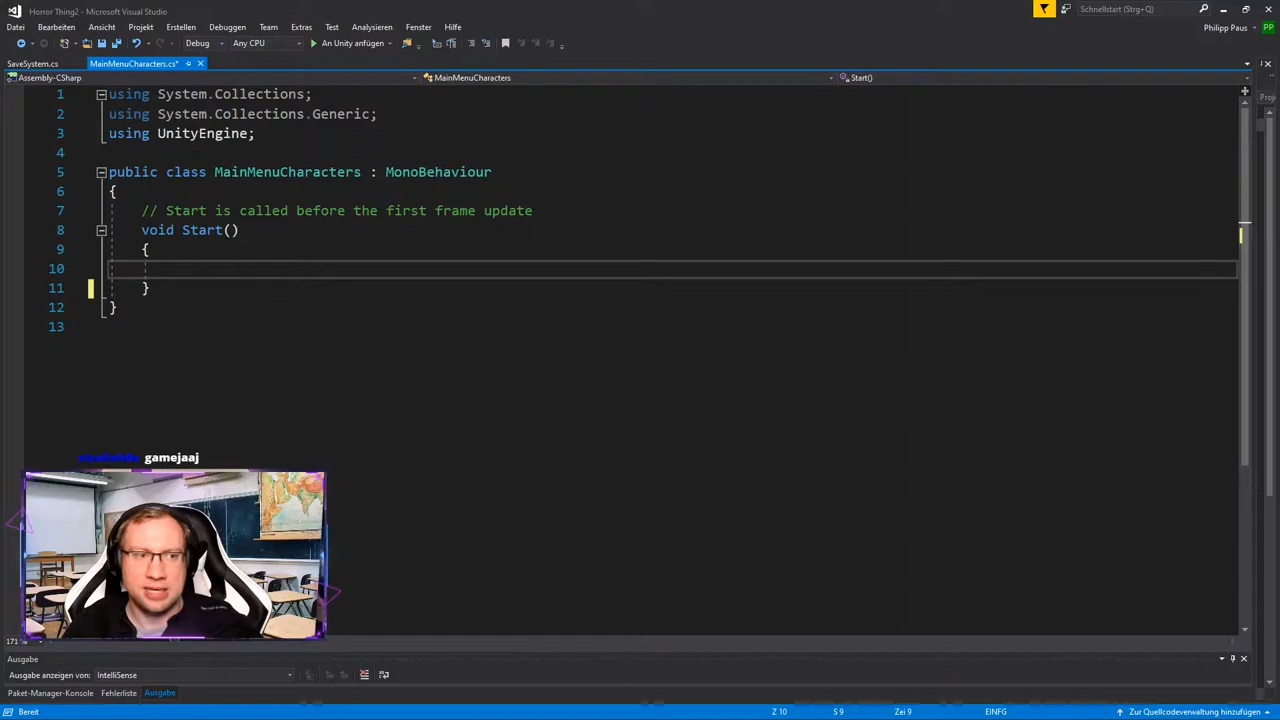 Horror Thing2 - Microsoft Visual Studio
Schnellstart (Strg+Q)
Datei Bearbeiten Ansicht Projekt Erstellen Debuggen Team Extras Test Analysieren Fenster Hilfe
Philipp Paus PP
Debug Any CPU An Unity anfügen
SaveSystem.cs MainMenuCharacters.cs*
Assembly-CSharp MainMenuCharacters Start()
Proj
1 using System.Collections;
2 using System.Collections.Generic;
3 using UnityEngine;
4
5 public class MainMenuCharacters : MonoBehaviour
6 {
7 // Start is called before the first frame update
8 void Start()
9 {
10
11 }
12 }
13
gamejaaj
171 %
Ausgabe
Ausgabe anzeigen von: IntelliSense
Paket-Manager-Konsole Fehlerliste Ausgabe
Bereit Z 10 S 9 Zei 9 EINFG Zur Quellcodeverwaltung hinzufügen